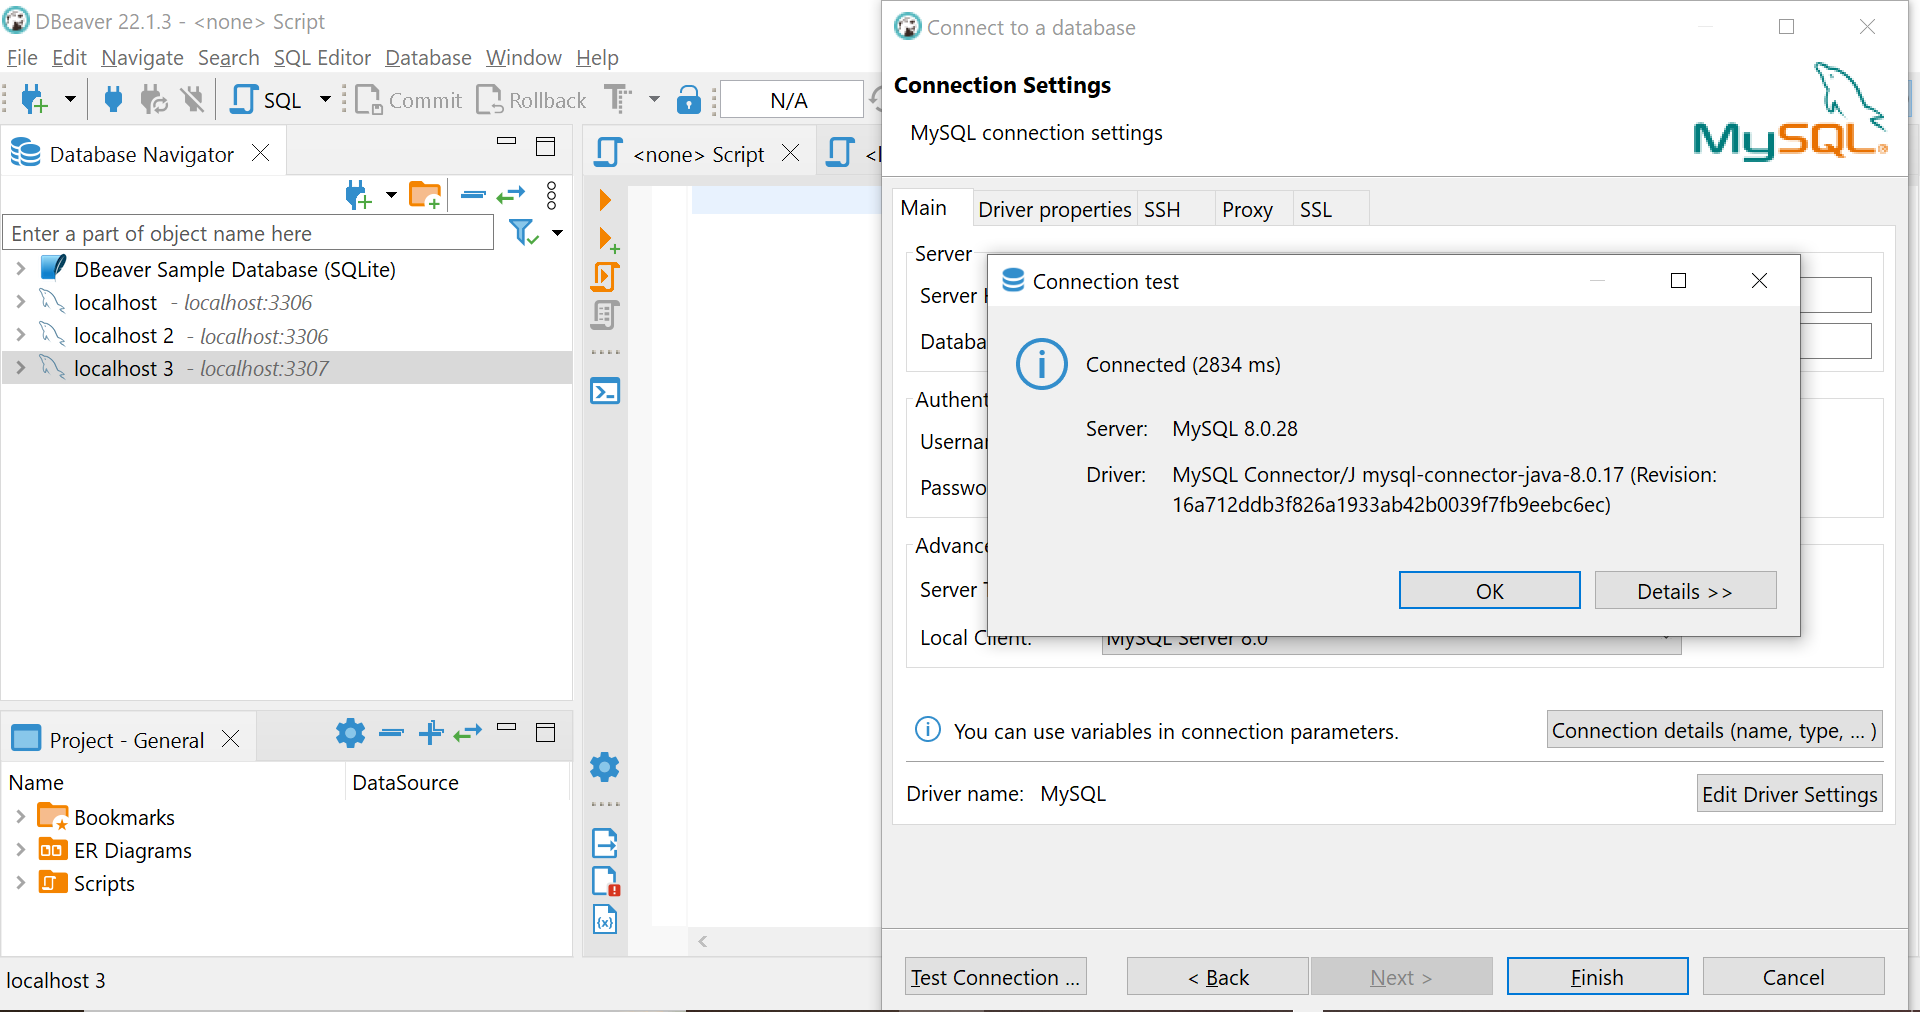 DBeaver 22.1.3 - <none> Script
File Edit Navigate Search SQL Editor Database Window Help
SQL Commit Rollback N/A
Database Navigator
Enter a part of object name here
DBeaver Sample Database (SQLite)
localhost - localhost:3306
localhost 2 - localhost:3306
localhost 3 - localhost:3307
Project - General
Name DataSource
Bookmarks
ER Diagrams
Scripts
localhost 3
<none> Script
Connect to a database
Connection Settings
MySQL connection settings
MySQL
Main Driver properties SSH Proxy SSL
Server
Server
Connection test
Connected (2834 ms)
Server: MySQL 8.0.28
Driver: MySQL Connector/J mysql-connector-java-8.0.17 (Revision:
16a712ddb3f826a1933ab42b0039f7fb9eebc6ec)
OK Details >>
Server
Local Client: MySQL Server 8.0
You can use variables in connection parameters.
Connection details (name, type, ... )
Driver name: MySQL
Edit Driver Settings
Test Connection ... < Back Next > Finish Cancel